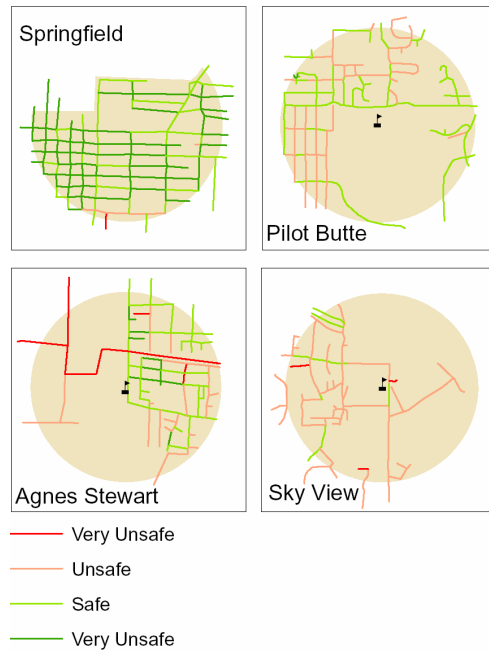 Springfield
Pilot Butte
Agnes Stewart
Sky View
Very Unsafe
Unsafe
Safe
Very Unsafe